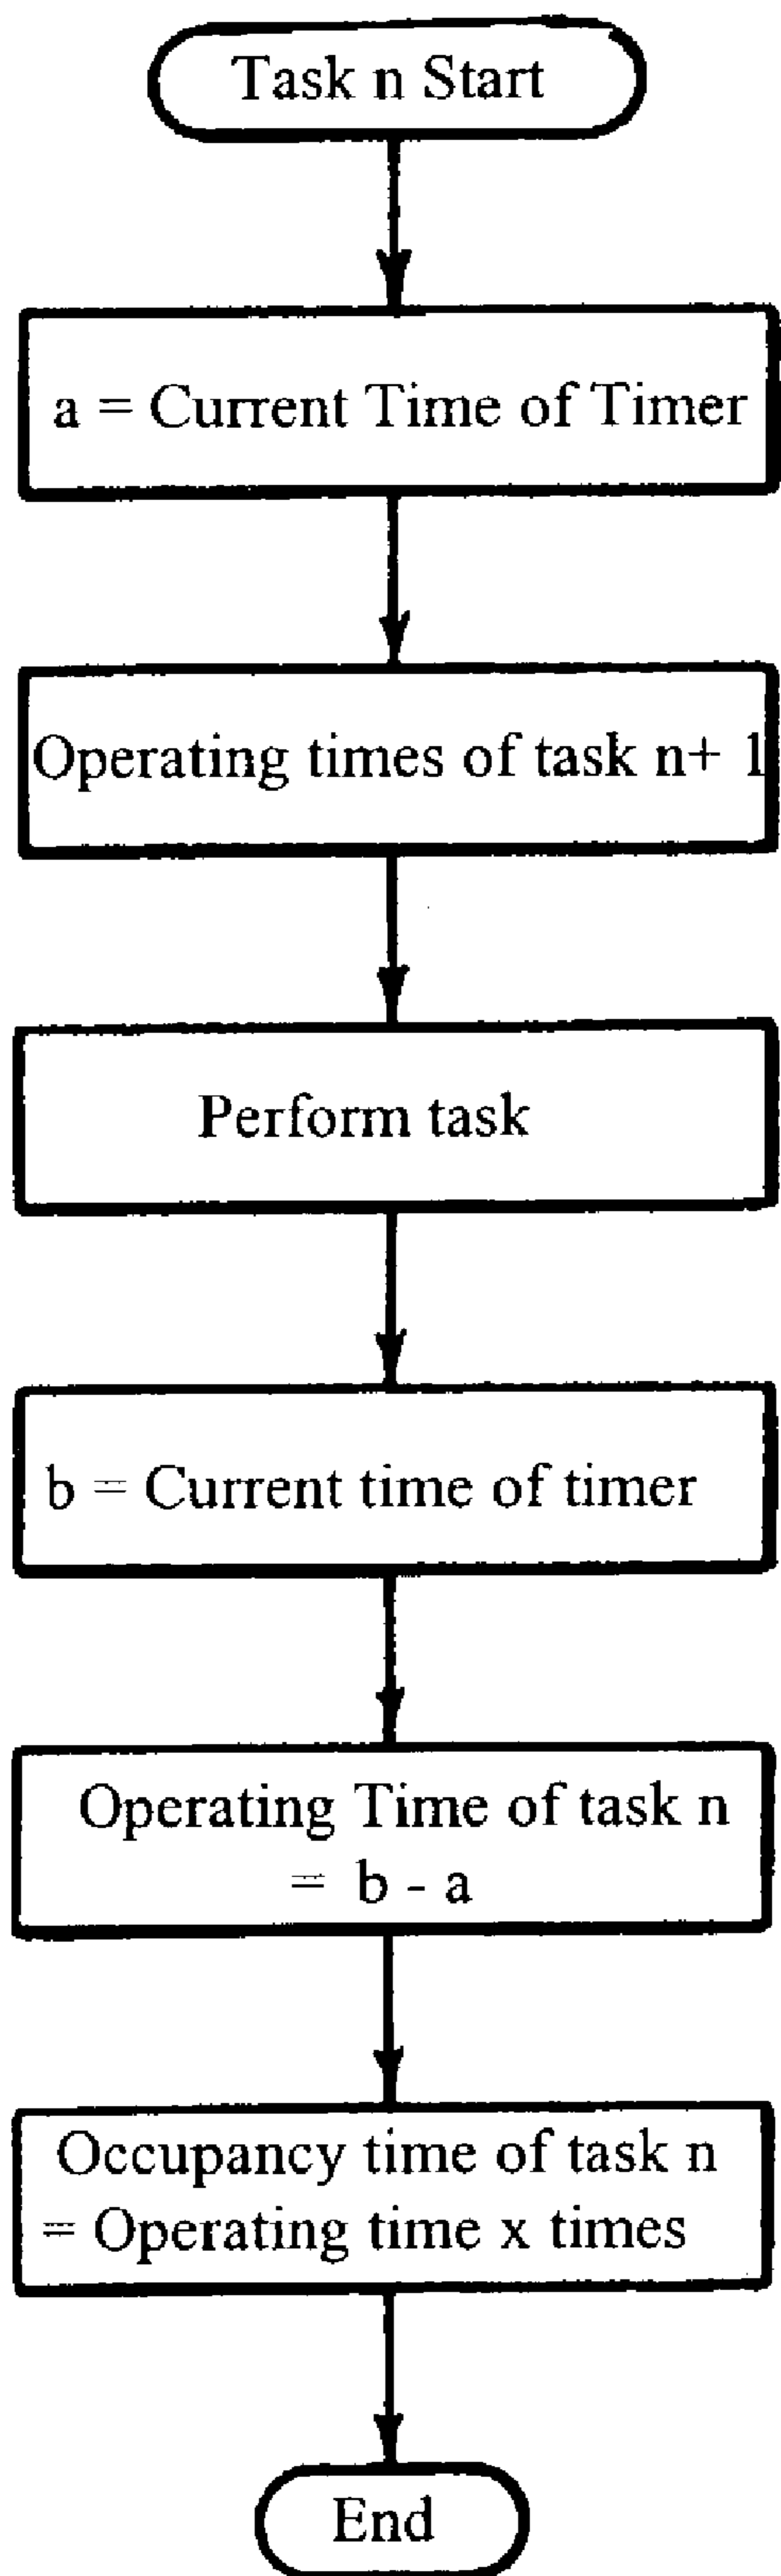 Task n Start
a = Current Time of Timer
Operating times of task n+ 1
Perform task
b = Current time of timer
Operating Time of task n
= b - a
Occupancy time of task n
= Operating time x times
End